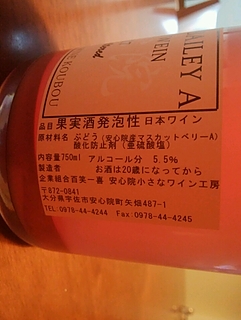 AILEY A
EIN
KOUBOU
品目 果実酒発泡性 日本ワイン
原材料名 ぶどう(安心院産マスカットベリーA)
酸化防止剤(亜硫酸塩)
内容量750ml アルコール分 5.5%
製造者 お酒は20歳になってから
企業組合百笑一喜 安心院小さなワイン工房
〒872-0841
大分県宇佐市安心院町矢畑487-1
TEL:0978-44-4244 Fax:0978-44-4245